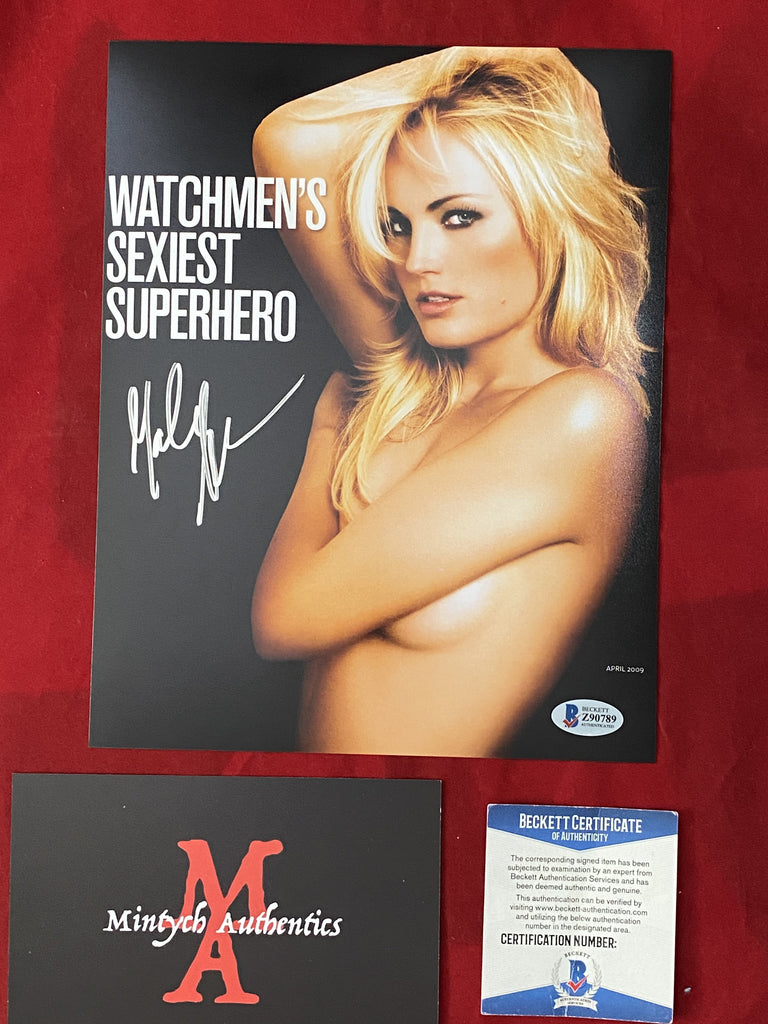 WATCHMEN'S
SEXIEST
SUPERHERO
APRIL 2009
BECKETT
Z90789
AUTHENTICATED
MA
Mintych Authentics
BECKETT CERTIFICATE
OF AUTHENTICITY
The corresponding signed item has been
subjected to examination by an expert from
Beckett Authentication Services and has
been deemed authentic and genuine.
This authentication can be verified by
visiting www.beckett-authentication.com
and utilizing the below authentication
number in the designated area.
CERTIFICATION NUMBER:
BECKETT